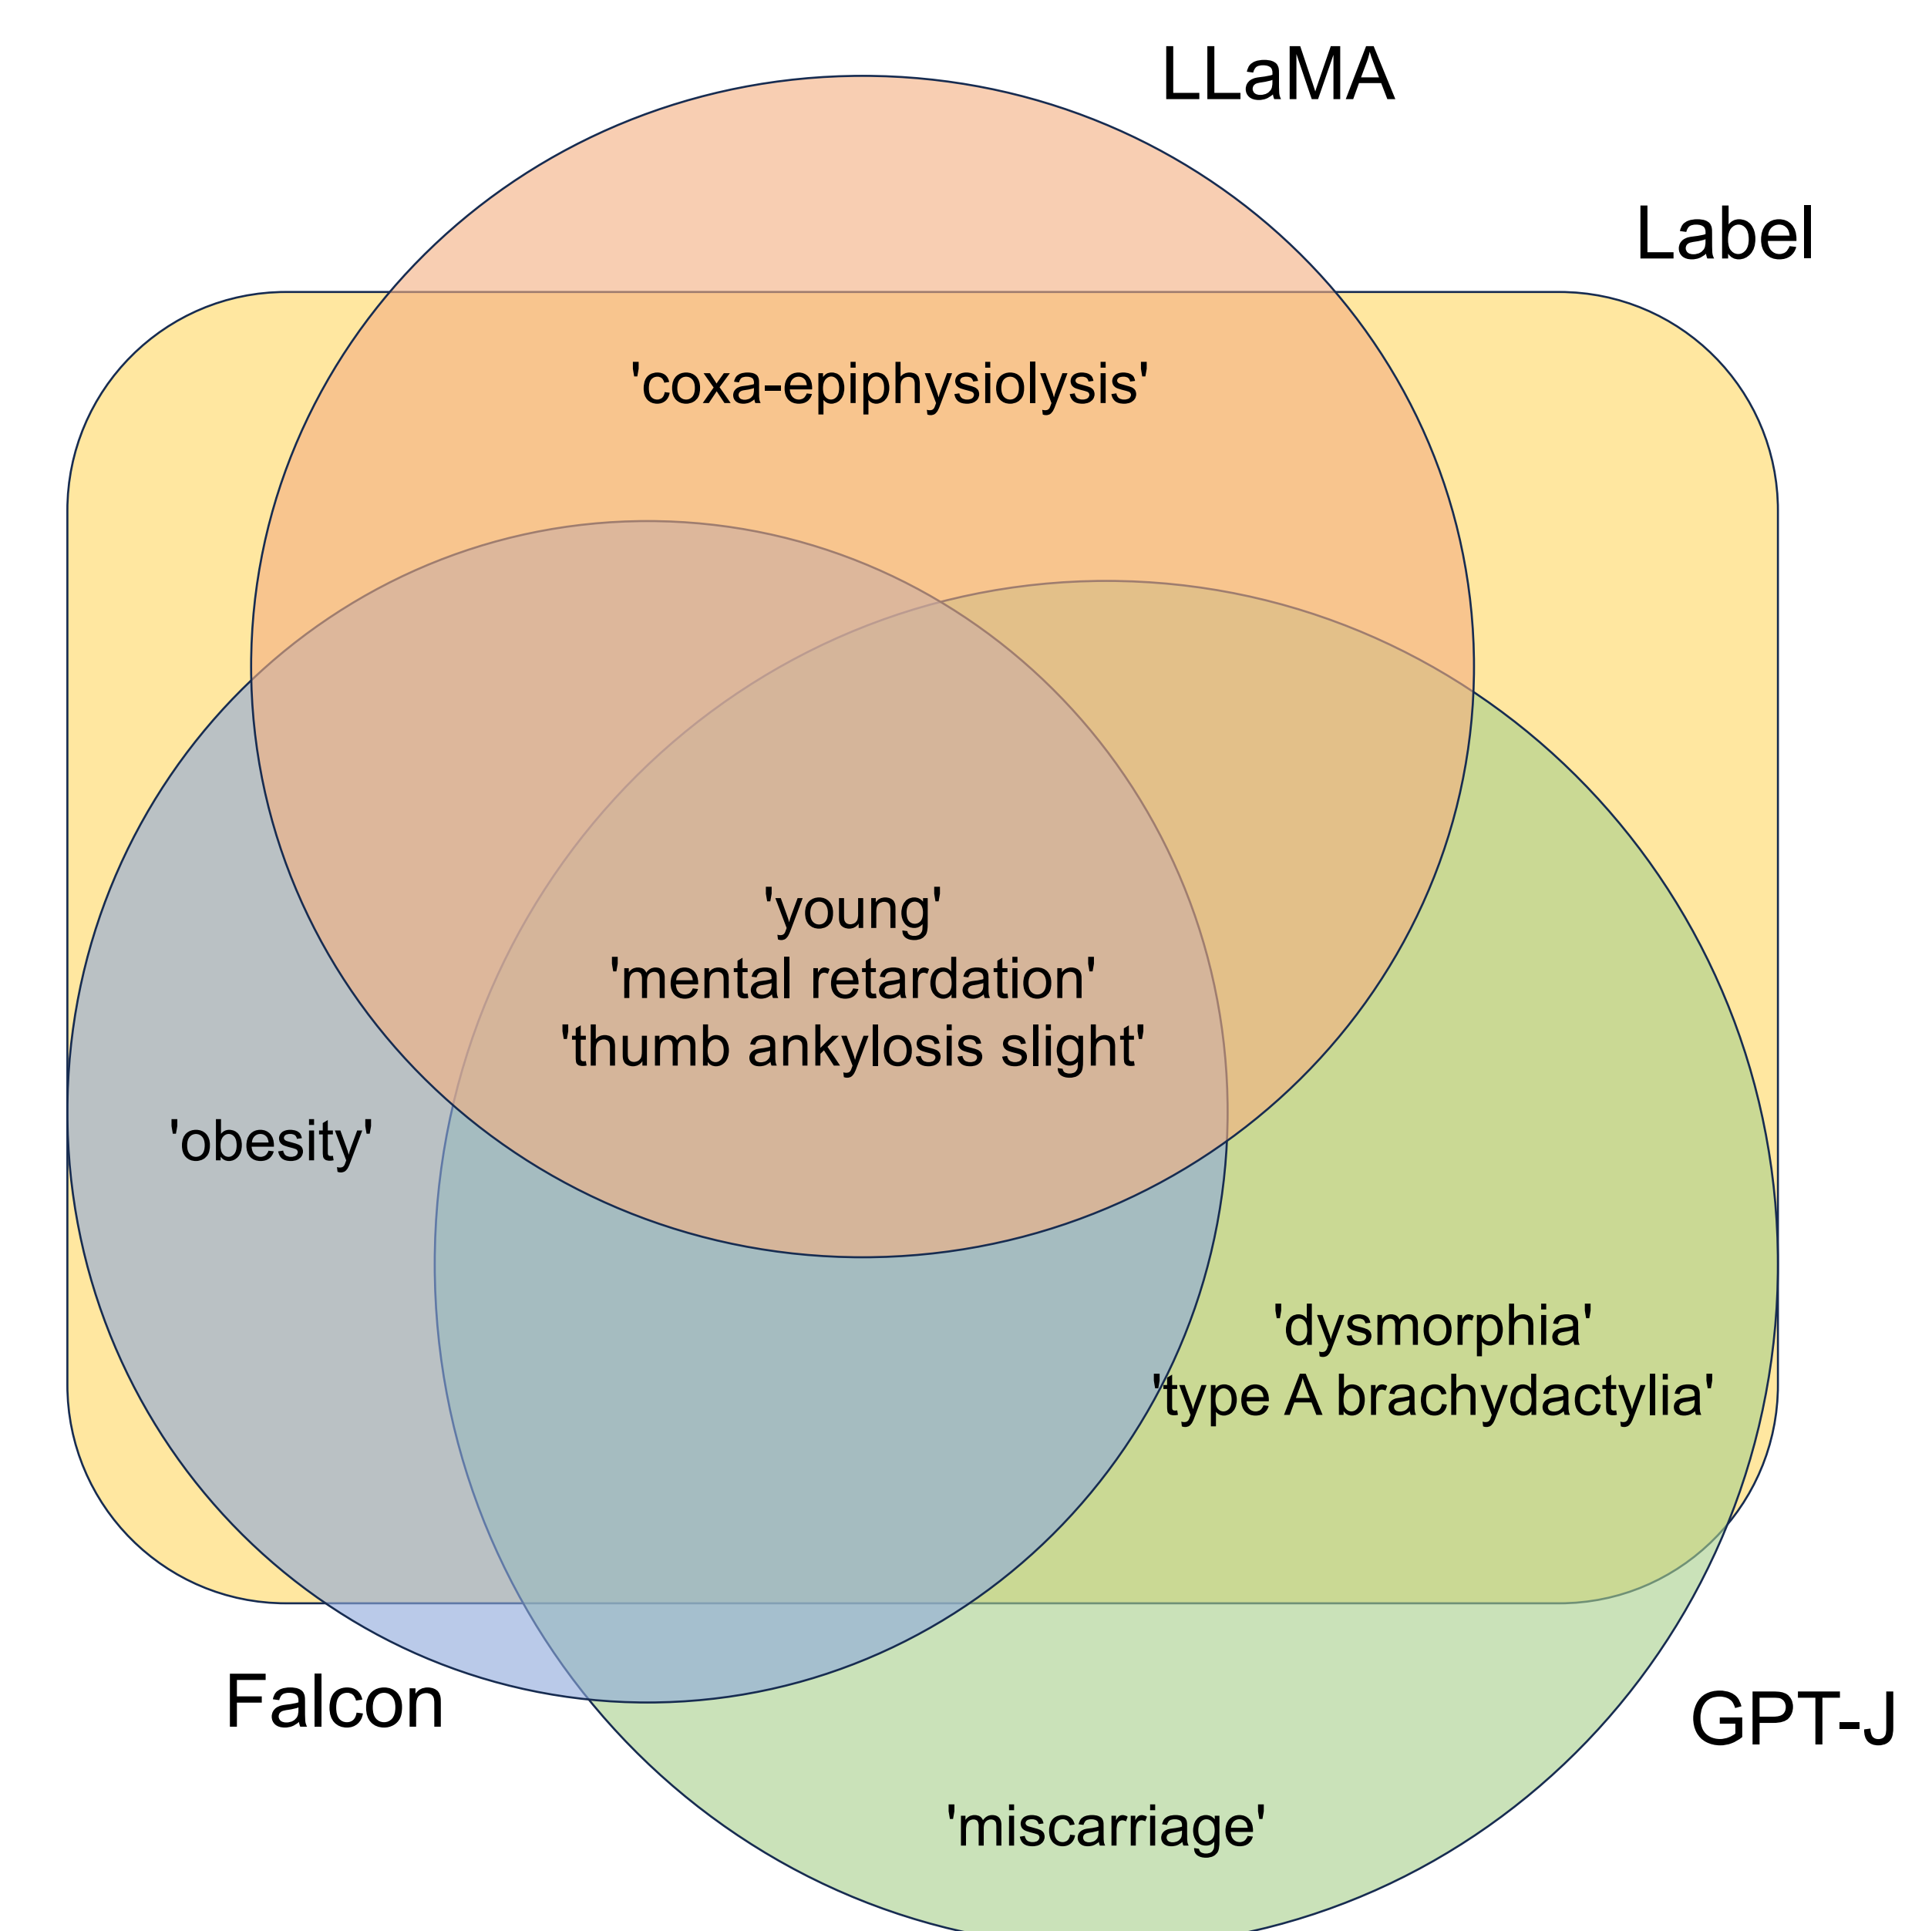 LLaMA
Label
'coxa-epiphysiolysis'
'young'
'mental retardation'
'thumb ankylosis slight'
'obesity'
'dysmorphia'
'type A brachydactylia'
Falcon
GPT-J
'miscarriage'